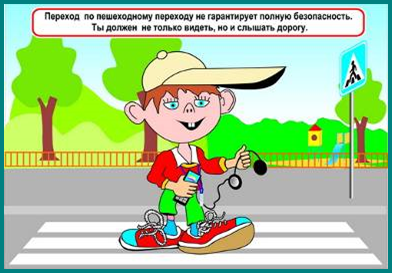 Переход по пешеходному переходу не гарантирует полную безопасность.
Ты должен не только видеть, но и слышать дорогу.